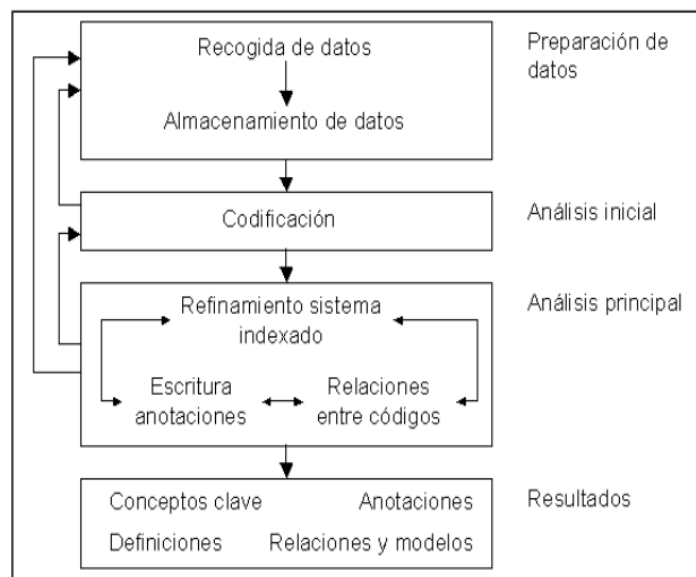 Recogida de datos
Preparación de
datos
Almacenamiento de datos
Codificación
Análisis inicial
Refinamiento sistema
indexado
Análisis principal
Escritura
anotaciones
Relaciones
entre códigos
Conceptos clave
Anotaciones
Resultados
Definiciones
Relaciones y modelos